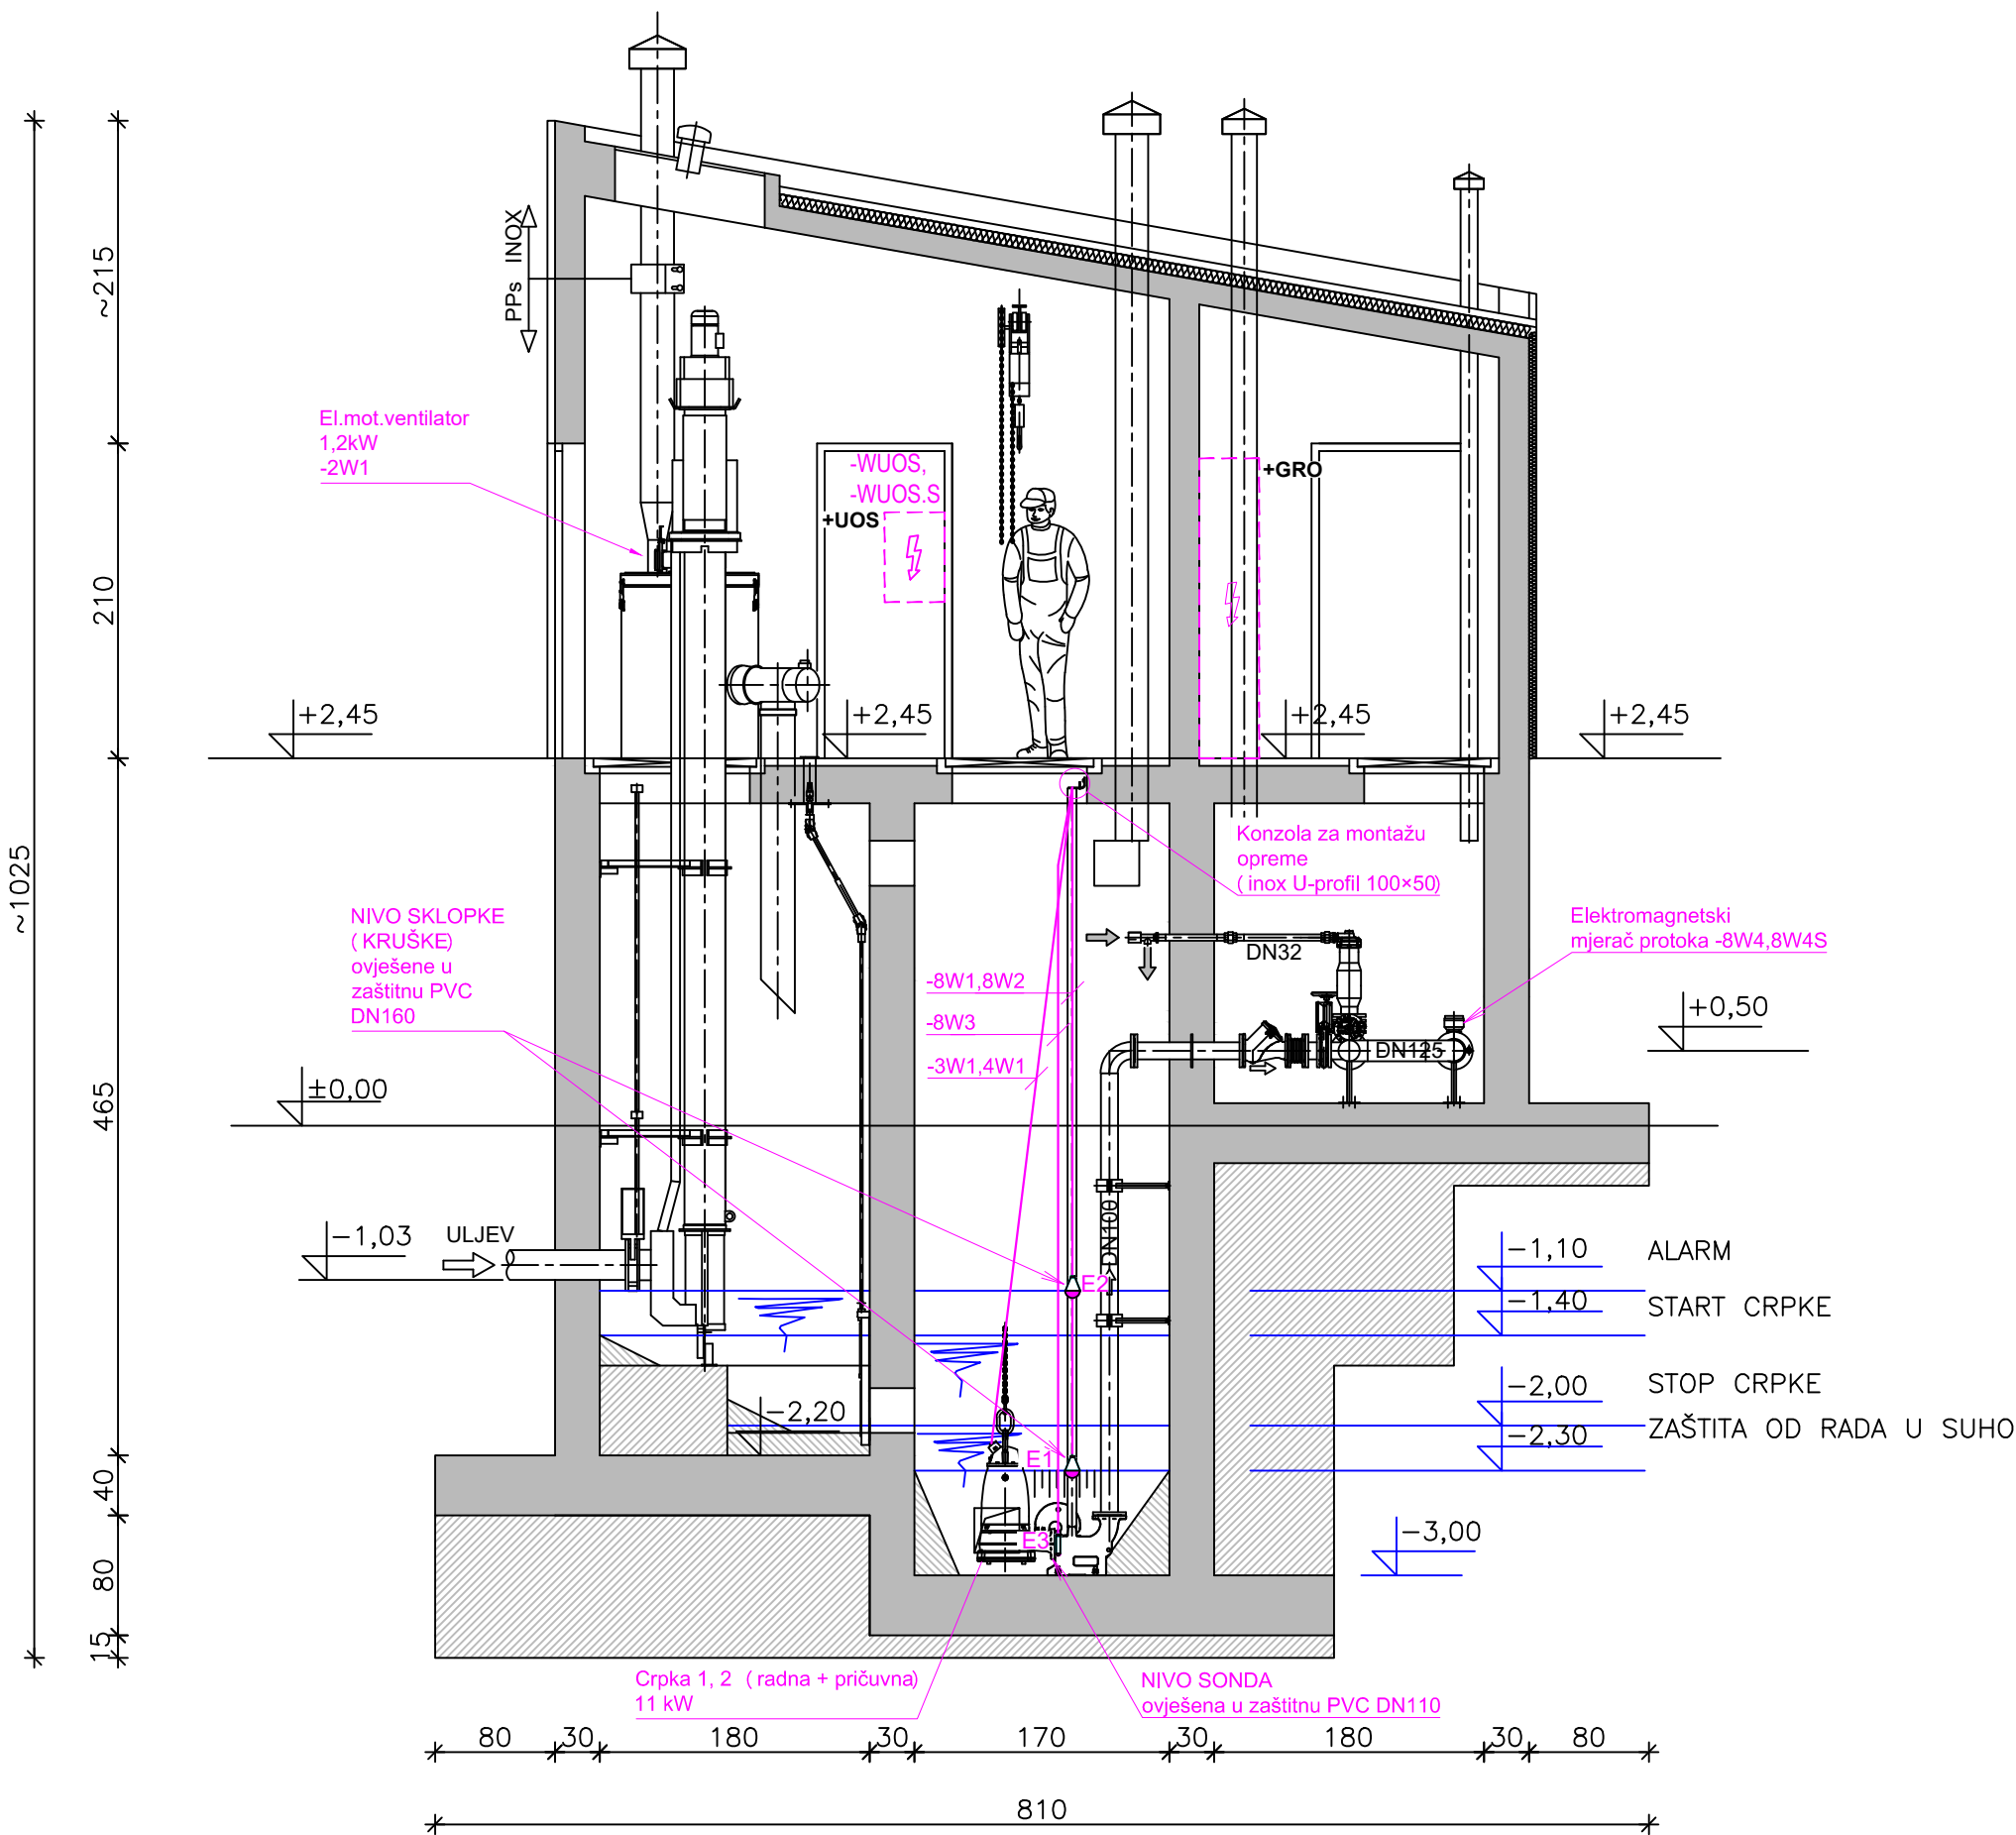 PPs INOX
El.mot.ventilator
1,2kW
-2W1
-WUOS,
-WUOS.S
+UOS
+GRO
~215
210
~1025
465
40
80
15
+2,45
+2,45
+2,45
+2,45
Konzola za montažu
opreme
( inox U-profil 100×50)
NIVO SKLOPKE
( KRUŠKE)
ovješene u
zaštitnu PVC
DN160
Elektromagnetski
mjerač protoka -8W4,8W4S
DN32
-8W1,8W2
-8W3
-3W1,4W1
DN125
+0,50
±0,00
DN100
-1,03
ULJEV
E2
-1,10 ALARM
-1,40 START CRPKE
-2,00 STOP CRPKE
-2,20
ZAŠTITA OD RADA U SUHO
-2,30
E1
E3
-3,00
Crpka 1, 2 ( radna + pričuvna)
11 kW
NIVO SONDA
ovješena u zaštitnu PVC DN110
80 30 180 30 170 30 180 30 80
810